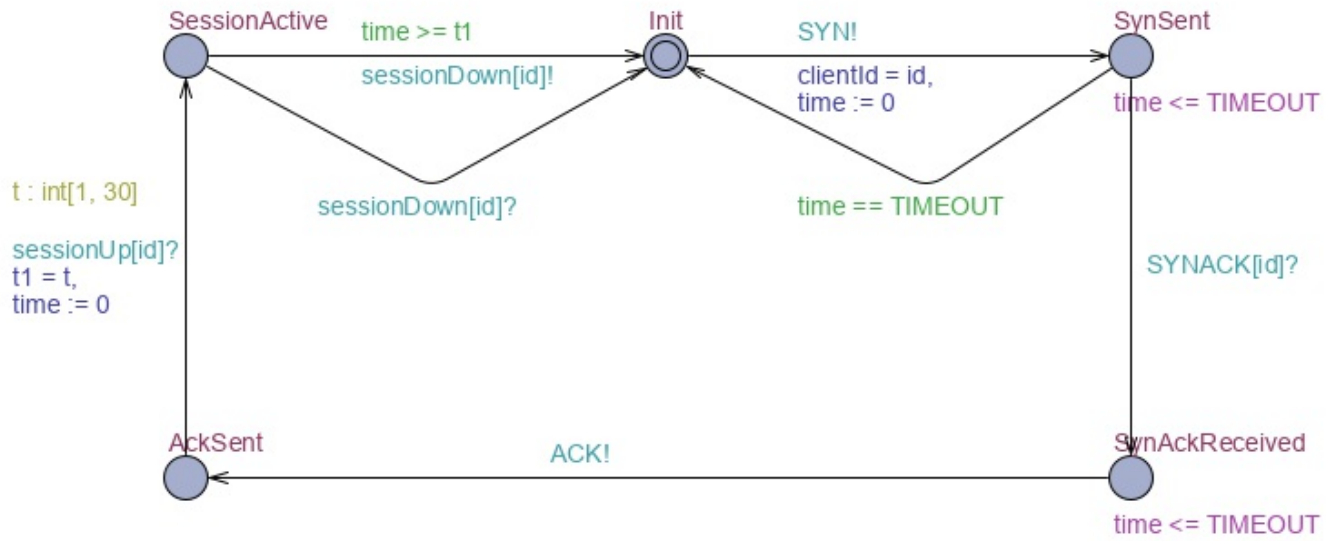 SessionActive
time >= t1
sessionDown[id]!
Init
SYN!
clientId = id,
time := 0
SynSent
time <= TIMEOUT
t : int[1, 30]
sessionUp[id]?
t1 = t,
time := 0
sessionDown[id]?
time == TIMEOUT
SYNACK[id]?
AckSent
ACK!
SynAckReceived
time <= TIMEOUT